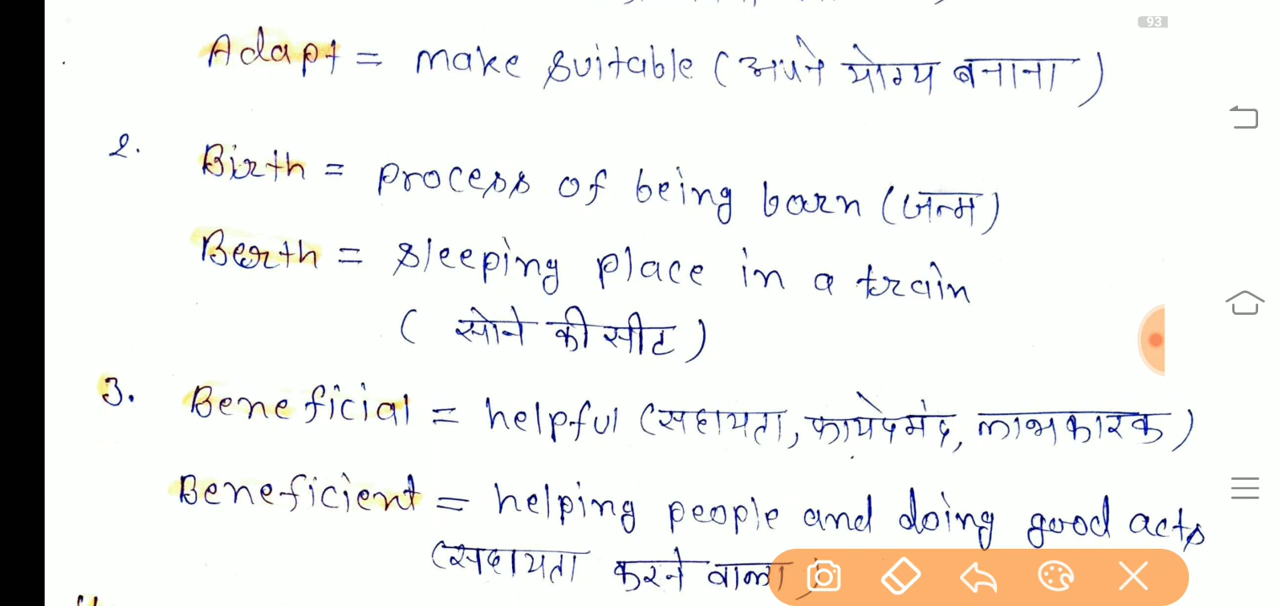 93
Adapt = make suitable (अपने योग्य बनाना)
2. Birth = process of being born (जन्म)
Berth = sleeping place in a train
(सोने की सीट)
3. Beneficial = helpful (सहायता, फायदेमंद, लाभकारक)
Beneficient = helping people and doing good acts
(सहायता करने वाला)